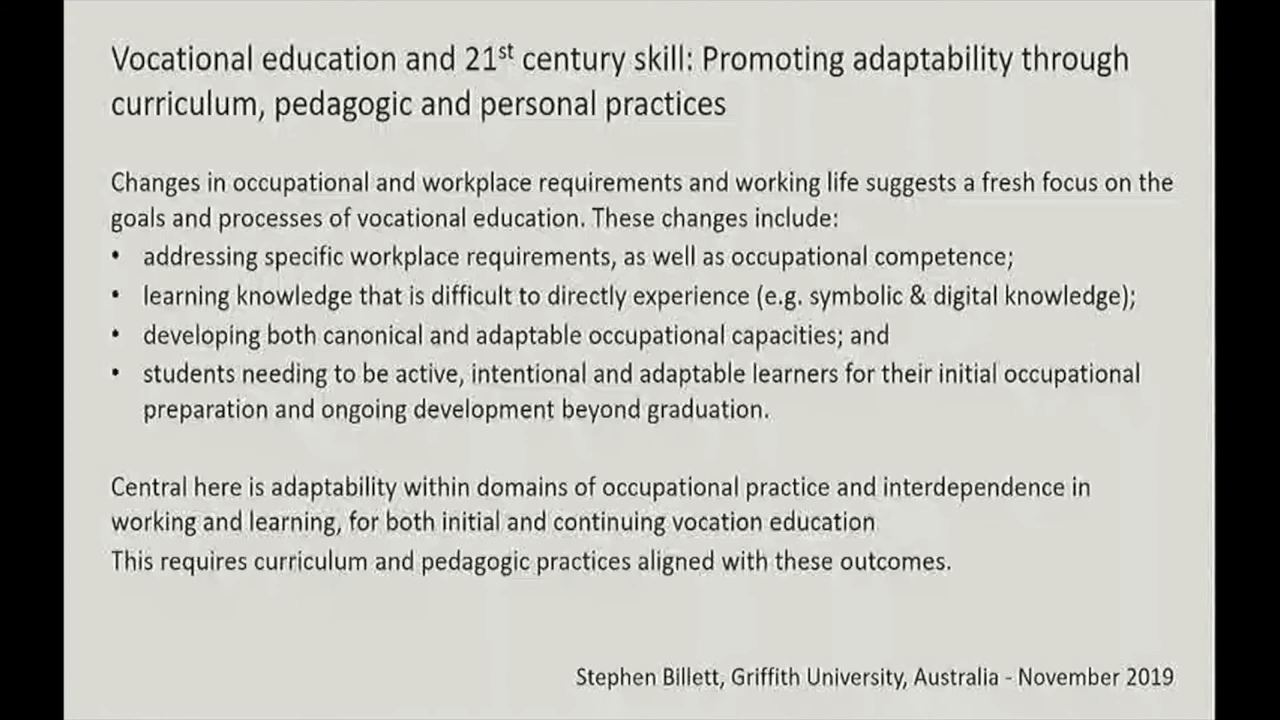 Vocational education and 21st century skill: Promoting adaptability through
curriculum, pedagogic and personal practices
Changes in occupational and workplace requirements and working life suggests a fresh focus on the
goals and processes of vocational education. These changes include:
• addressing specific workplace requirements, as well as occupational competence;
• learning knowledge that is difficult to directly experience (e.g. symbolic & digital knowledge);
• developing both canonical and adaptable occupational capacities; and
• students needing to be active, intentional and adaptable learners for their initial occupational
preparation and ongoing development beyond graduation.
Central here is adaptability within domains of occupational practice and interdependence in
working and learning, for both initial and continuing vocation education
This requires curriculum and pedagogic practices aligned with these outcomes.
Stephen Billett, Griffith University, Australia - November 2019